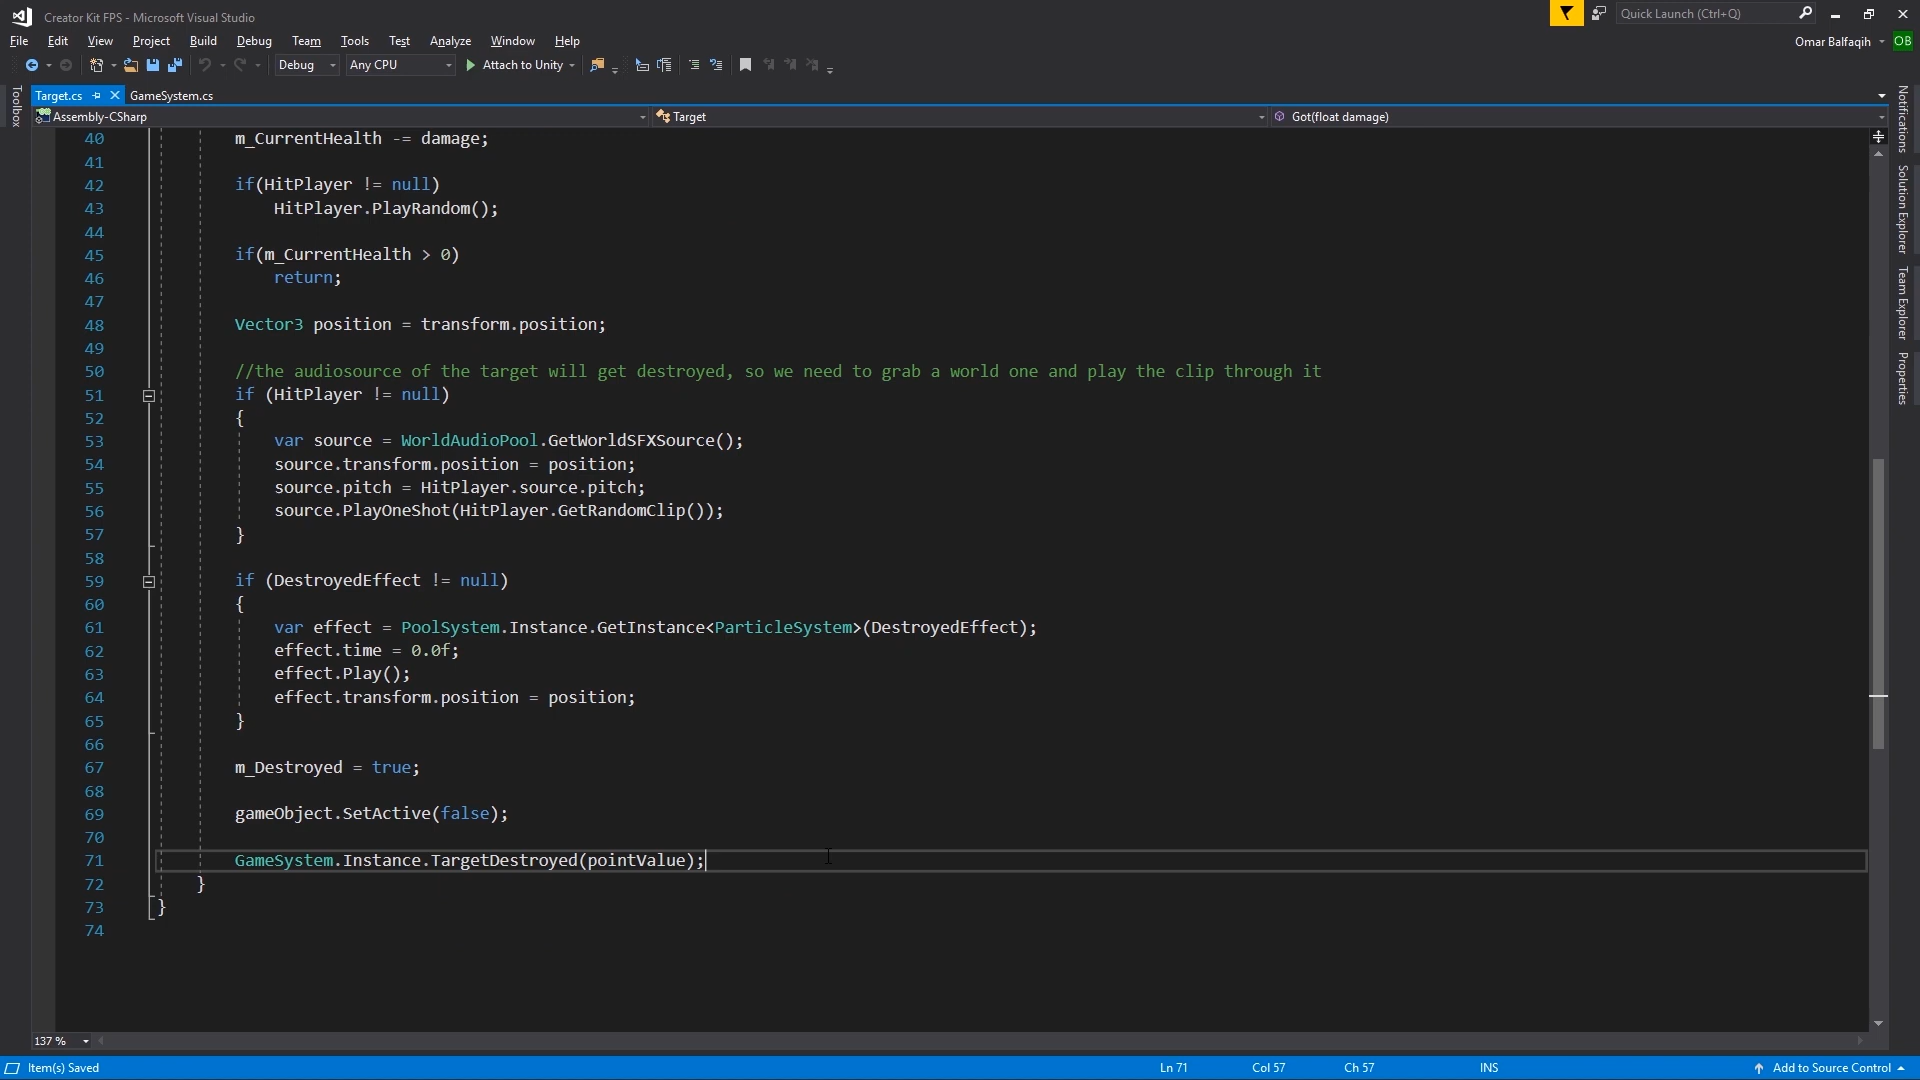 Creator Kit FPS - Microsoft Visual Studio
Quick Launch (Ctrl+Q)
File Edit View Project Build Debug Team Tools Test Analyze Window Help
Omar Balfaqih OB
Debug Any CPU Attach to Unity
Toolbox
Target.cs GameSystem.cs
Assembly-CSharp Target Got(float damage)
40 m_CurrentHealth -= damage;
41
42 if(HitPlayer != null)
43 HitPlayer.PlayRandom();
44
45 if(m_CurrentHealth > 0)
46 return;
47
48 Vector3 position = transform.position;
49
50 //the audiosource of the target will get destroyed, so we need to grab a world one and play the clip through it
51 if (HitPlayer != null)
52 {
53 var source = WorldAudioPool.GetWorldSFXSource();
54 source.transform.position = position;
55 source.pitch = HitPlayer.source.pitch;
56 source.PlayOneShot(HitPlayer.GetRandomClip());
57 }
58
59 if (DestroyedEffect != null)
60 {
61 var effect = PoolSystem.Instance.GetInstance<ParticleSystem>(DestroyedEffect);
62 effect.time = 0.0f;
63 effect.Play();
64 effect.transform.position = position;
65 }
66
67 m_Destroyed = true;
68
69 gameObject.SetActive(false);
70
71 GameSystem.Instance.TargetDestroyed(pointValue);
72 }
73 }
74
Notifications
Solution Explorer
Team Explorer
Properties
137 %
Item(s) Saved Ln 71 Col 57 Ch 57 INS Add to Source Control